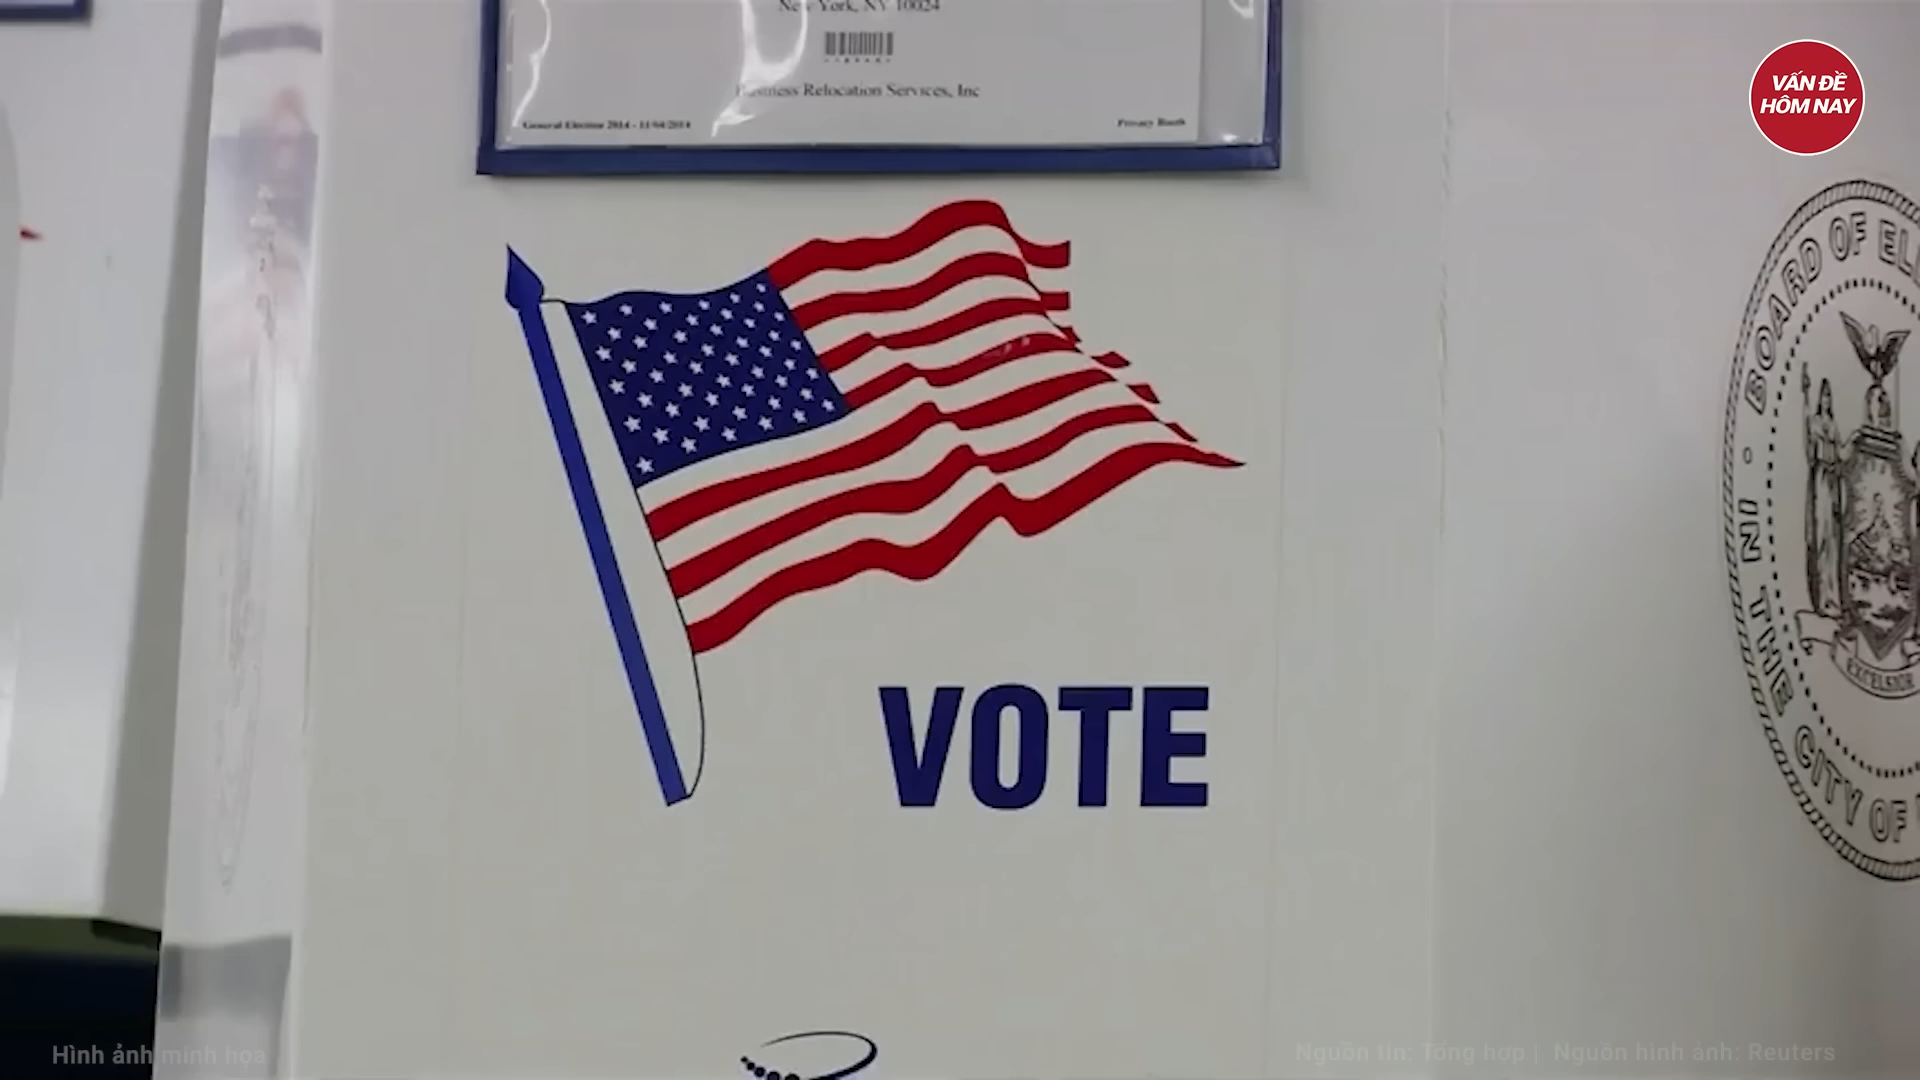 New York, NY 10024
Business Relocation Services, Inc
General Election 2014 - 11/04/2014
Privacy Booth
VẤN ĐỀ
HÔM NAY
VOTE
BOARD OF
IN THE CITY OF
EXCELSIOR
Hình ảnh minh họa
Nguồn tin: Tổng hợp | Nguồn hình ảnh: Reuters